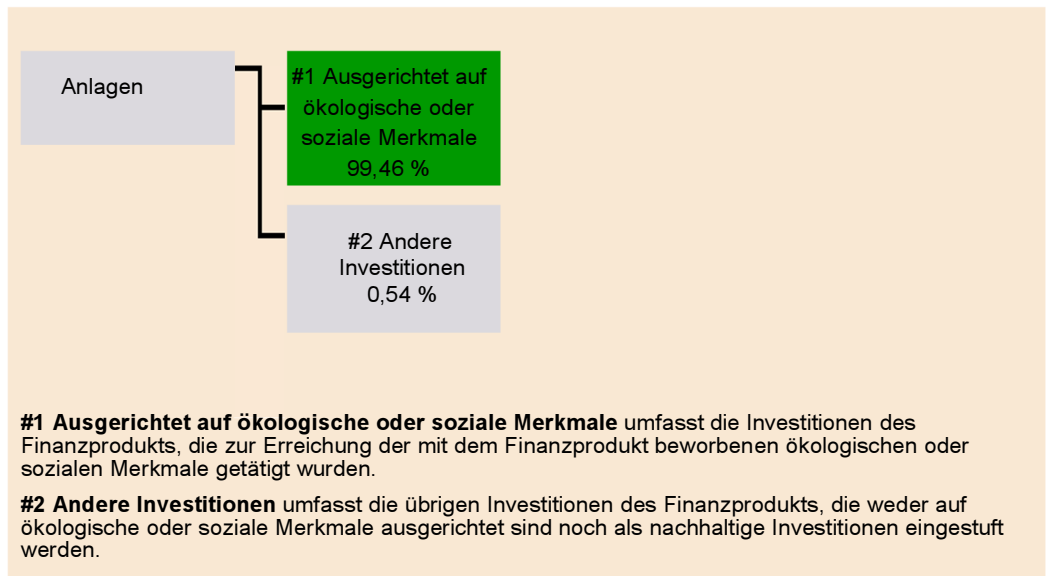 Anlagen
#1 Ausgerichtet auf
ökologische oder
soziale Merkmale
99,46 %
#2 Andere
Investitionen
0,54 %
#1 Ausgerichtet auf ökologische oder soziale Merkmale umfasst die Investitionen des
Finanzprodukts, die zur Erreichung der mit dem Finanzprodukt beworbenen ökologischen oder
sozialen Merkmale getätigt wurden.
#2 Andere Investitionen umfasst die übrigen Investitionen des Finanzprodukts, die weder auf
ökologische oder soziale Merkmale ausgerichtet sind noch als nachhaltige Investitionen eingestuft
werden.